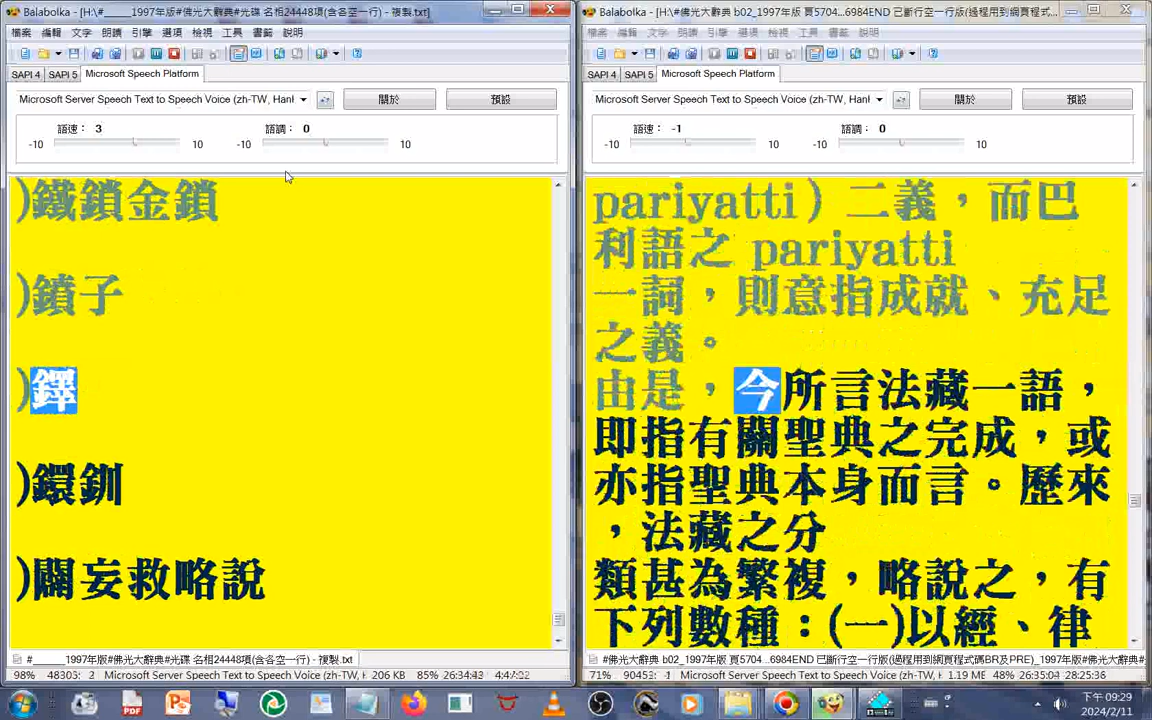 Balabolka - [H:\#_____1997年版#佛光大辭典#光碟 名相24448項(含各空一行) - 複製.txt]
檔案 編輯 文字 朗讀 引擎 選項 檢視 工具 書籤 說明
SAPI 4 SAPI 5 Microsoft Speech Platform
Microsoft Server Speech Text to Speech Voice (zh-TW, Hanl 關於 預設
語速： 3 語調： 0
-10 10 -10 10
)鐵鎖金鎖
)鐼子
)鐸
)鐶釧
)闢妄救略說
#_____1997年版#佛光大辭典#光碟 名相24448項(含各空一行) - 複製.txt
98% 48305: 2 Microsoft Server Speech Text to Speech Voice (zh-TW, H 206 KB 85% 26:34:43 4:47:22
Balabolka - [H:\#佛光大辭典 b02_1997年版 頁5704...6984END 已斷行空一行版(過程用到網頁程式...
檔案 編輯 文字 朗讀 引擎 選項 檢視 工具 書籤 說明
SAPI 4 SAPI 5 Microsoft Speech Platform
Microsoft Server Speech Text to Speech Voice (zh-TW, Hanl 關於 預設
語速： -1 語調： 0
-10 10 -10 10
pariyatti) 二義，而巴
利語之 pariyatti
一詞，則意指成就、充足
之義。
由是，今所言法藏一語，
即指有關聖典之完成，或
亦指聖典本身而言。歷來
，法藏之分
類甚為繁複，略說之，有
下列數種：(一)以經、律
#佛光大辭典 b02_1997年版 頁5704...6984END 已斷行空一行版(過程用到網頁程式碼BR及PRE)_1997年版#佛光大辭典#
71% 90453: 1 Microsoft Server Speech Text to Speech Voice (zh-TW, H 1.19 MB 48% 26:35:04 28:25:36
下午 09:29
2024/2/11